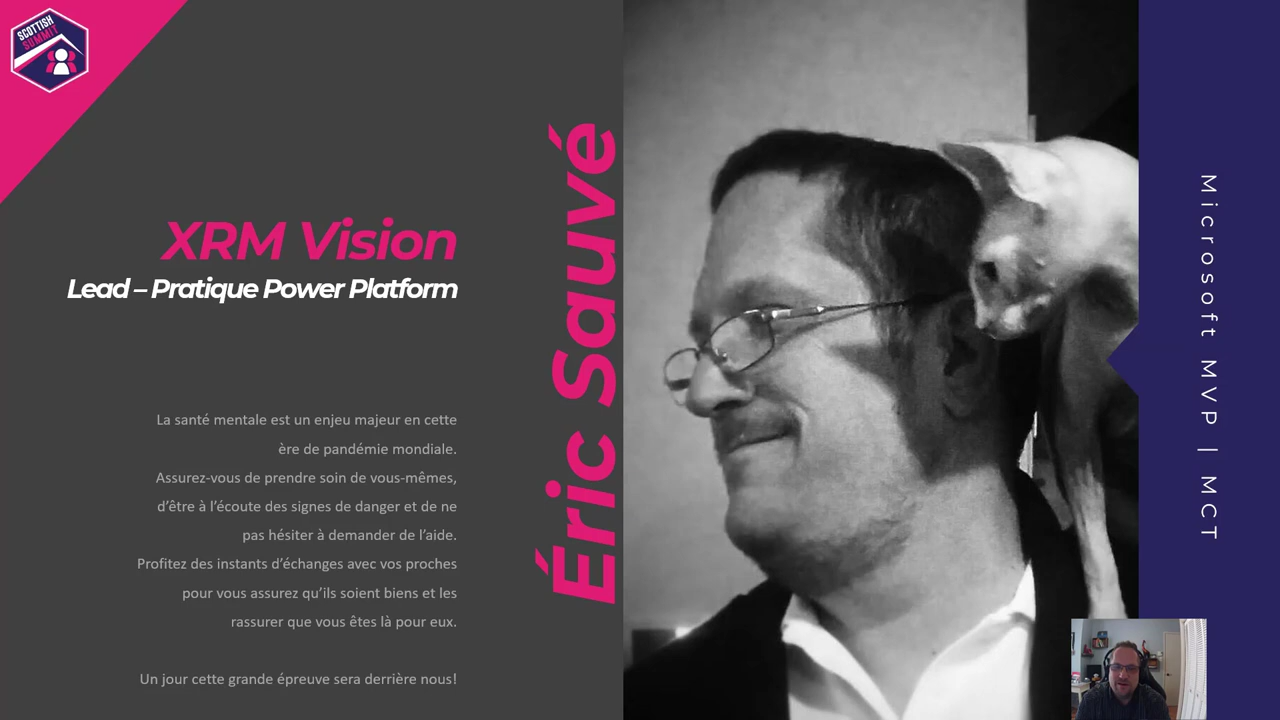 SCOTTISH
SUMMIT
XRM Vision
Lead – Pratique Power Platform
La santé mentale est un enjeu majeur en cette
ère de pandémie mondiale.
Assurez-vous de prendre soin de vous-mêmes,
d’être à l’écoute des signes de danger et de ne
pas hésiter à demander de l’aide.
Profitez des instants d’échanges avec vos proches
pour vous assurez qu’ils soient biens et les
rassurer que vous êtes là pour eux.
Un jour cette grande épreuve sera derrière nous!
Éric Sauvé
Microsoft MVP | MCT